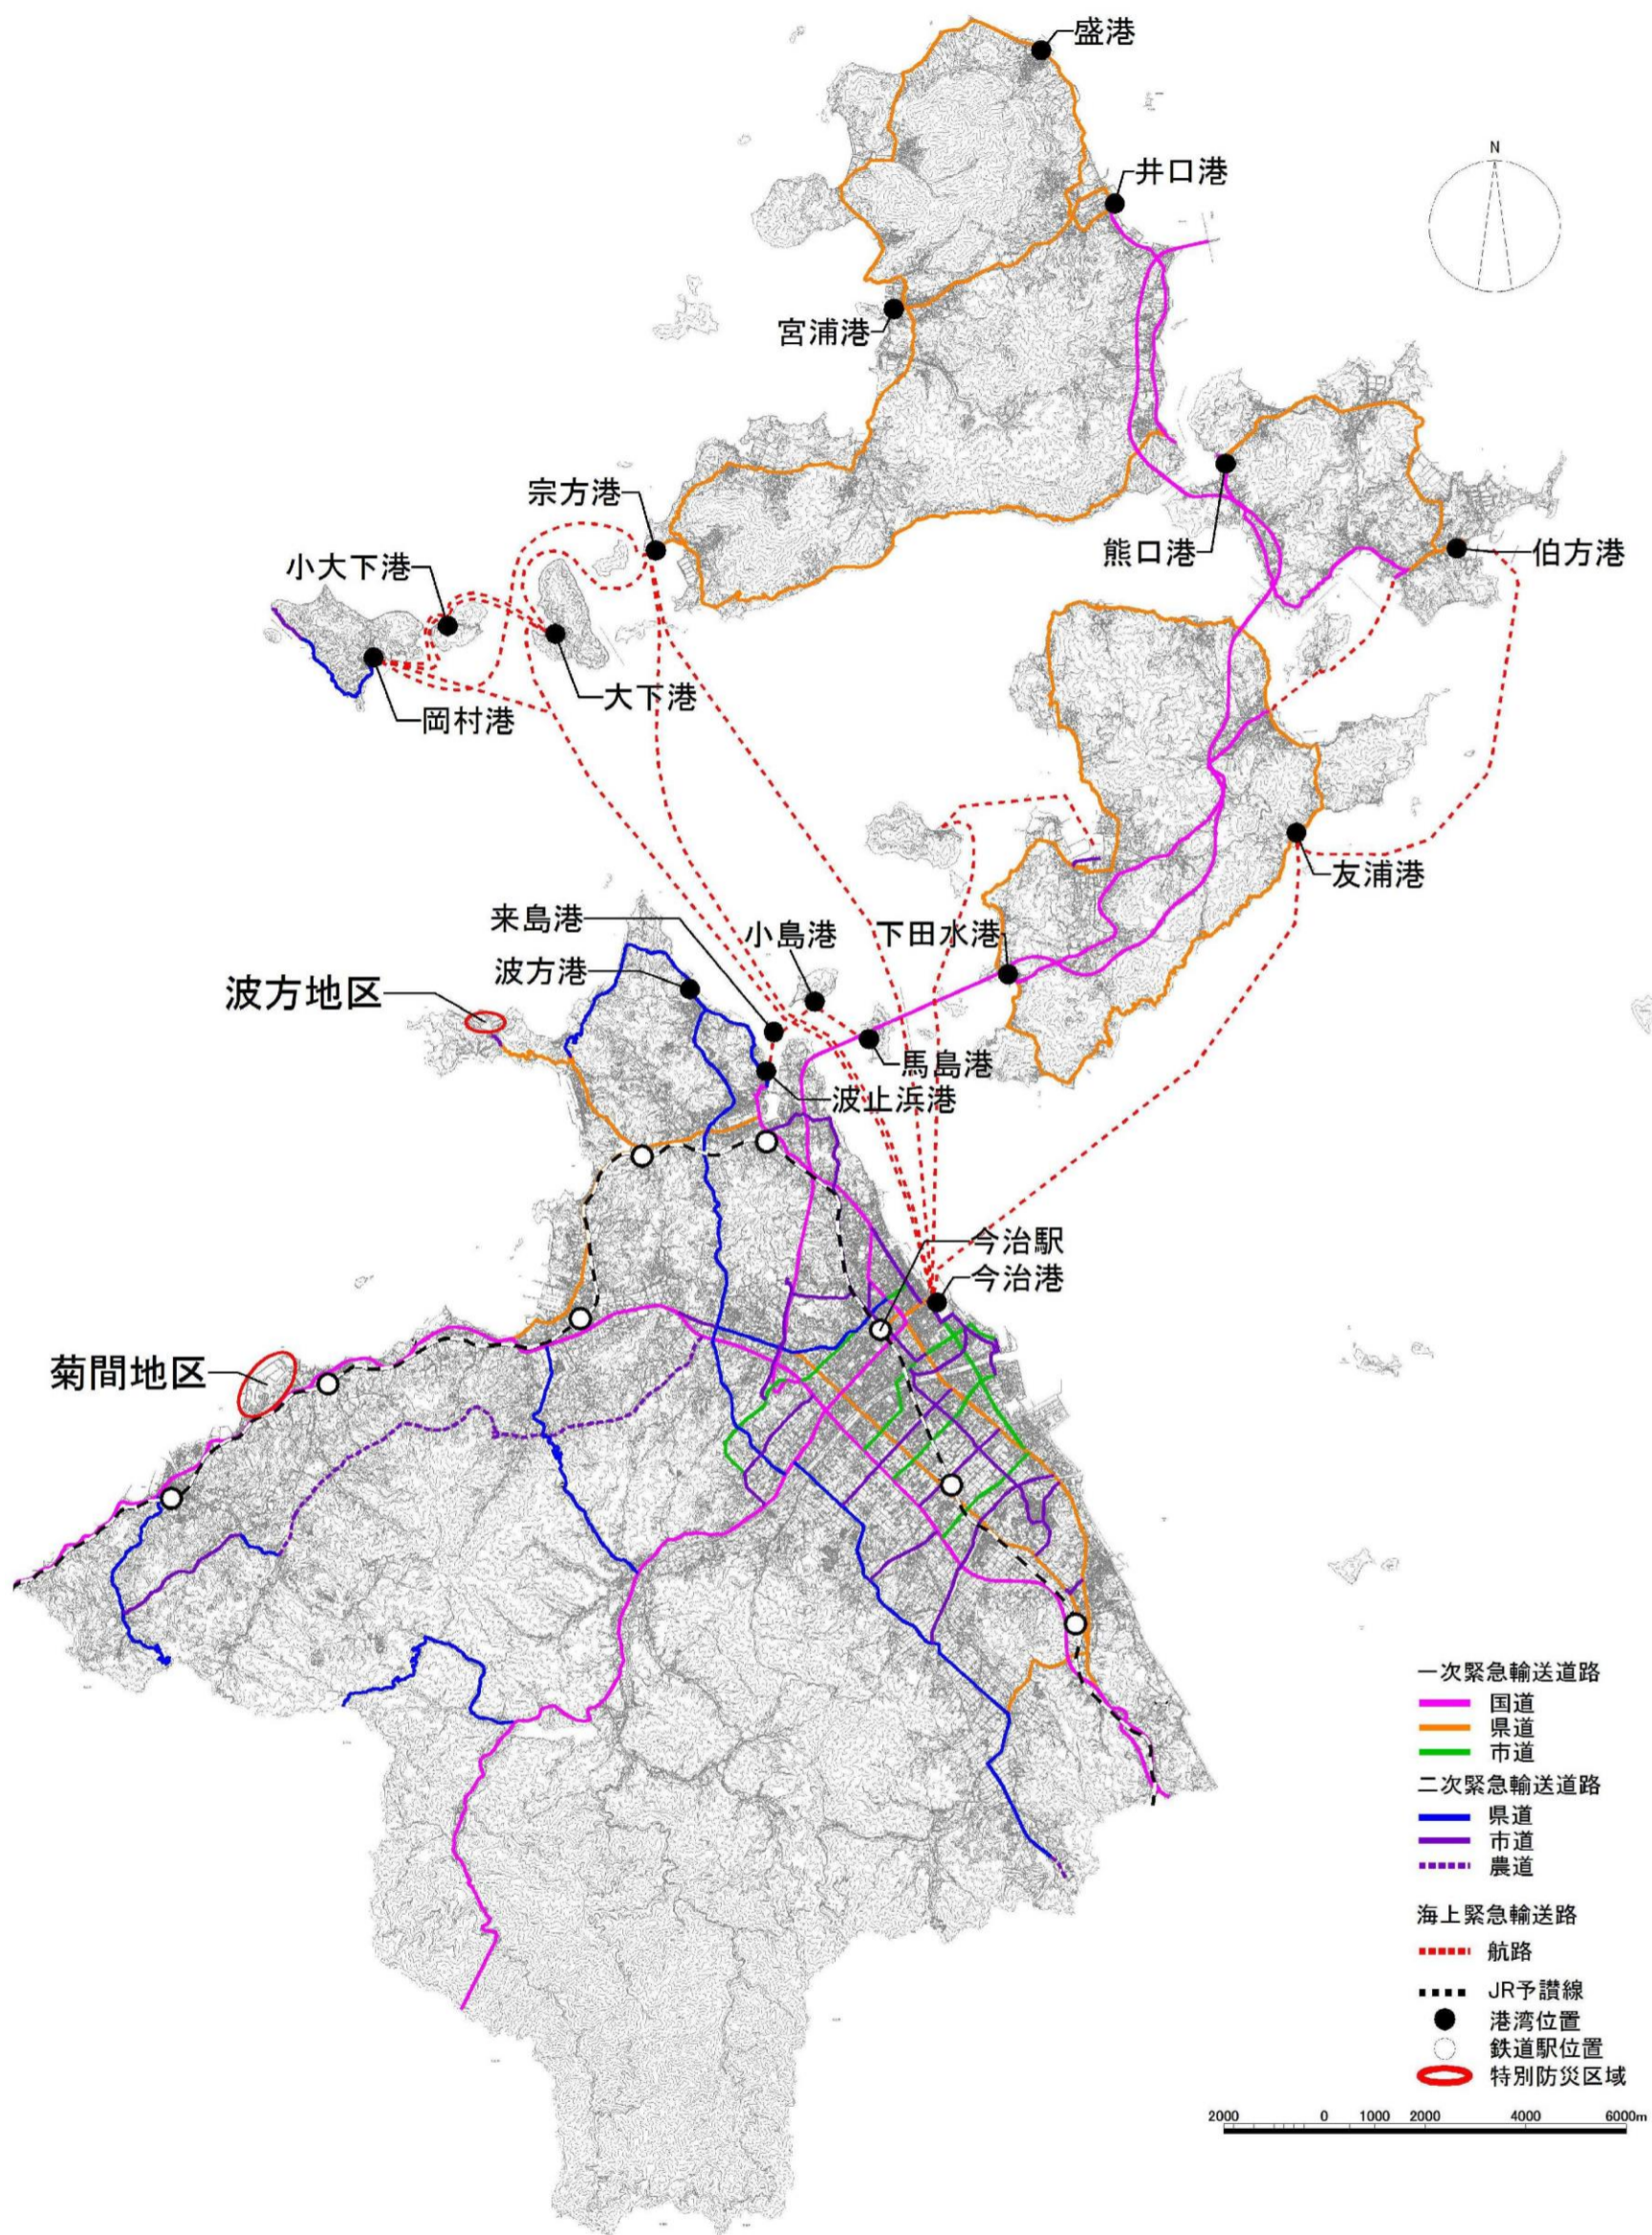 盛港
井口港
N
宮浦港
宗方港
熊口港
伯方港
小大下港
大下港
岡村港
友浦港
来島港
小島港
下田水港
波方港
波方地区
馬島港
波止浜港
今治駅
今治港
菊間地区
一次緊急輸送道路
国道
県道
市道
二次緊急輸送道路
県道
市道
農道
海上緊急輸送路
航路
JR予讃線
港湾位置
鉄道駅位置
特別防災区域
2000 0 1000 2000 4000 6000m